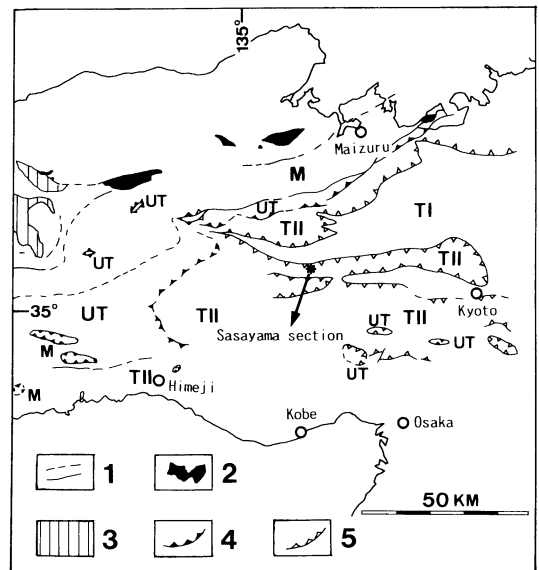 135°
Maizuru
M
UT
UT
TII
TI
UT
TII
35°
UT
TII
TII
Kyoto
Sasayama section
UT
UT
M
UT
TII
Himeji
M
Kobe
Osaka
1
2
50 KM
3
4
5